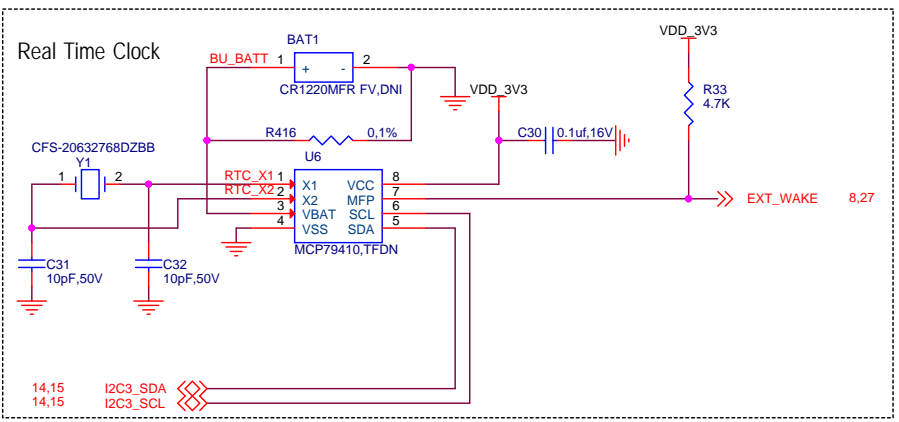 Real Time Clock
BAT1
BU_BATT 1 + - 2
CR1220MFR FV,DNI
VDD_3V3
VDD_3V3
R33
4.7K
R416 0,1%
C30 0.1uf,16V
CFS-20632768DZBB
Y1
1 2
U6
RTC_X1 1 X1 VCC 8
RTC_X2 2 X2 MFP 7
3 VBAT SCL 6
4 VSS SDA 5
MCP79410,TFDN
EXT_WAKE 8,27
C31
10pF,50V
C32
10pF,50V
14,15 I2C3_SDA
14,15 I2C3_SCL